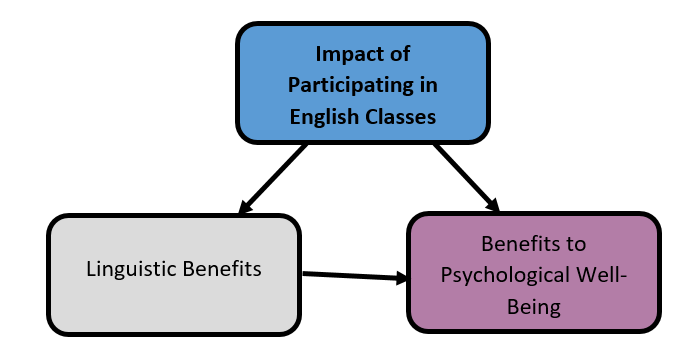 Impact of
Participating in
English Classes
Linguistic Benefits
Benefits to
Psychological Well-
Being